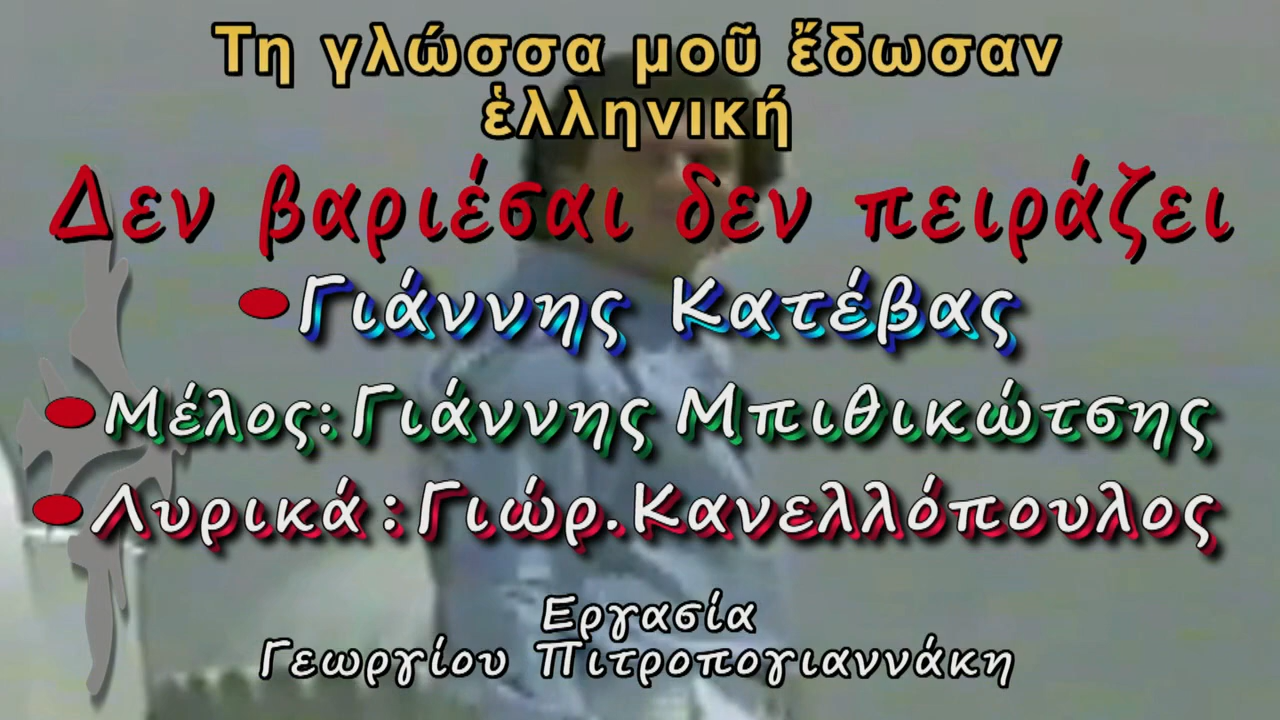 Τη γλώσσα μοῦ ἔδωσαν
ἑλληνική
Δεν βαριέσαι δεν πειράζει
Γιάννης Κατέβας
Μέλος: Γιάννης Μπιθικώτσης
Λυρικά : Γιώρ. Κανελλόπουλος
Εργασία
Γεωργίου Πιτροπογιαννάκη